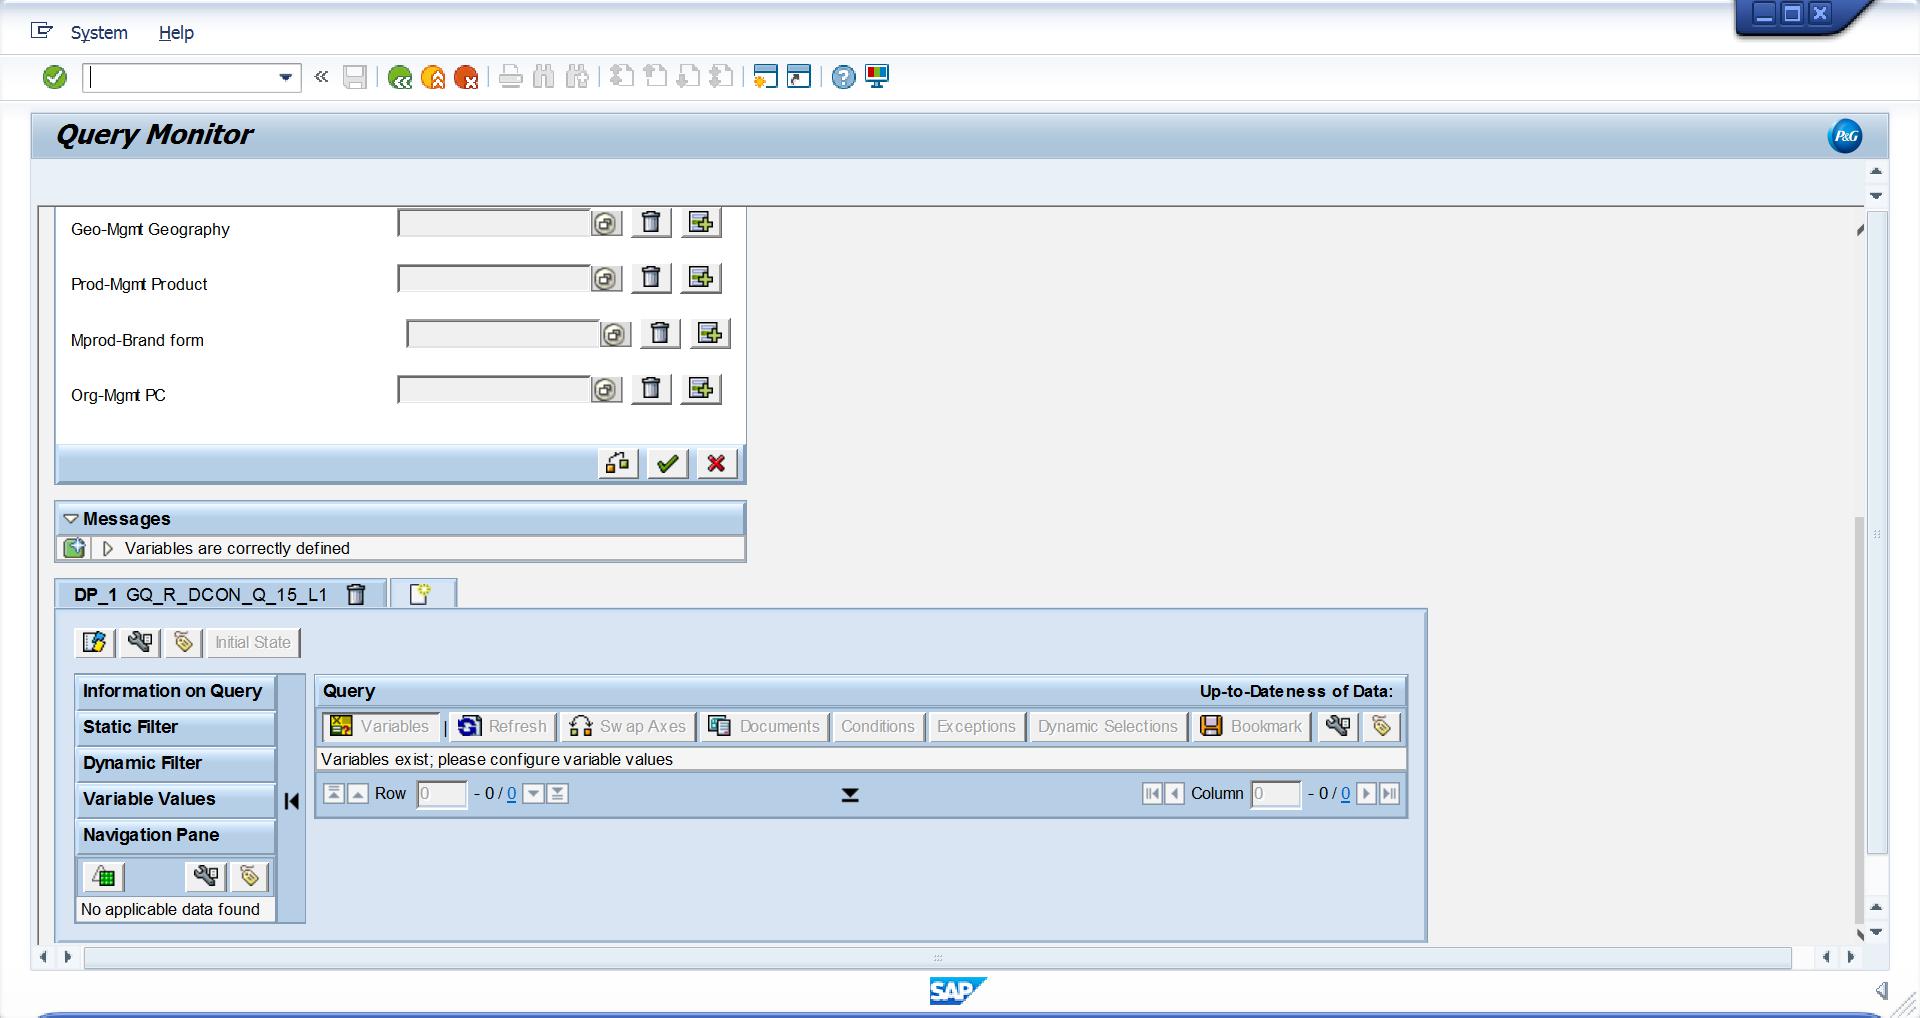 System Help
Query Monitor
P&G
Geo-Mgmt Geography
Prod-Mgmt Product
Mprod-Brand form
Org-Mgmt PC
Messages
Variables are correctly defined
DP_1 GQ_R_DCON_Q_15_L1
Initial State
Information on Query
Static Filter
Dynamic Filter
Variable Values
Navigation Pane
No applicable data found
Query Up-to-Dateness of Data:
Variables Refresh Swap Axes Documents Conditions Exceptions Dynamic Selections Bookmark
Variables exist; please configure variable values
Row 0 - 0 / 0 Column 0 - 0 / 0
SAP